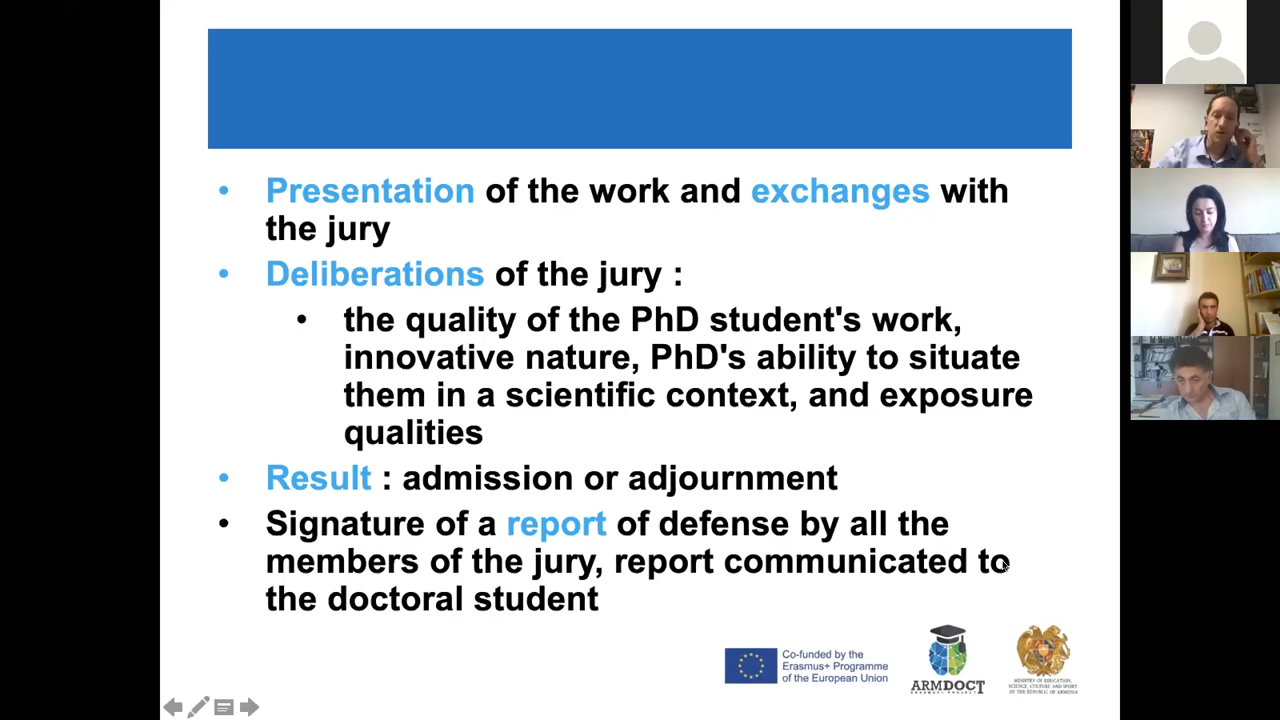 • Presentation of the work and exchanges with
the jury
• Deliberations of the jury :
• the quality of the PhD student's work,
innovative nature, PhD's ability to situate
them in a scientific context, and exposure
qualities
• Result : admission or adjournment
• Signature of a report of defense by all the
members of the jury, report communicated to
the doctoral student
Co-funded by the
Erasmus+ Programme
of the European Union
ARMDOCT
ERASMUS+ PROJECT
MINISTRY OF EDUCATION,
SCIENCE, CULTURE AND SPORT
OF THE REPUBLIC OF ARMENIA